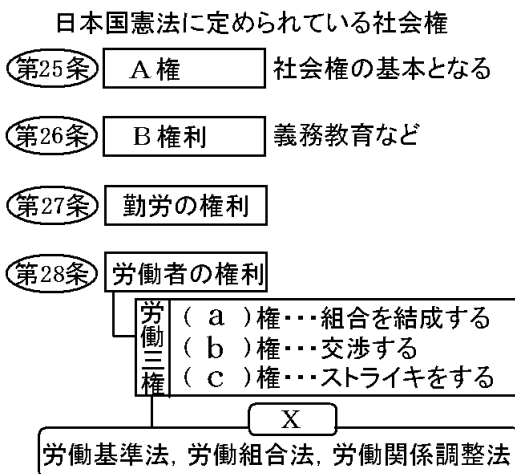 日本国憲法に定められている社会権
第25条 A権 社会権の基本となる
第26条 B権利 義務教育など
第27条 勤労の権利
第28条 労働者の権利
労働三権
( a )権･･･組合を結成する
( b )権･･･交渉する
( c )権･･･ストライキをする
X
労働基準法, 労働組合法, 労働関係調整法